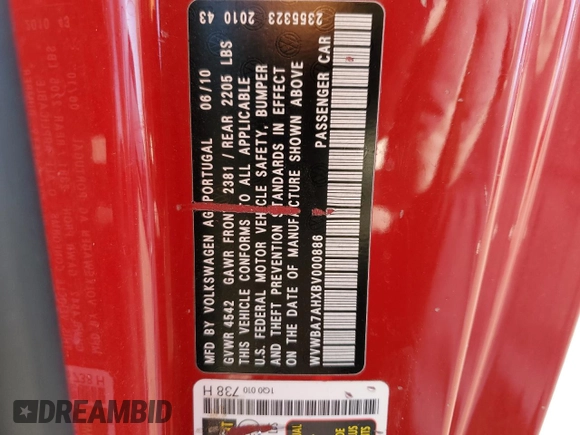 2010 43 2356323
MFD BY VOLKSWAGEN AG PORTUGAL 06/10
GVWR 4542 GAWR FRONT 2381 / REAR 2205 LBS
THIS VEHICLE CONFORMS TO ALL APPLICABLE
U.S. FEDERAL MOTOR VEHICLE SAFETY, BUMPER
AND THEFT PREVENTION STANDARDS IN EFFECT
ON THE DATE OF MANUFACTURE SHOWN ABOVE
WVWBA7AHXBV000886 PASSENGER CAR
1Q0 010 738 H
DREAMBID